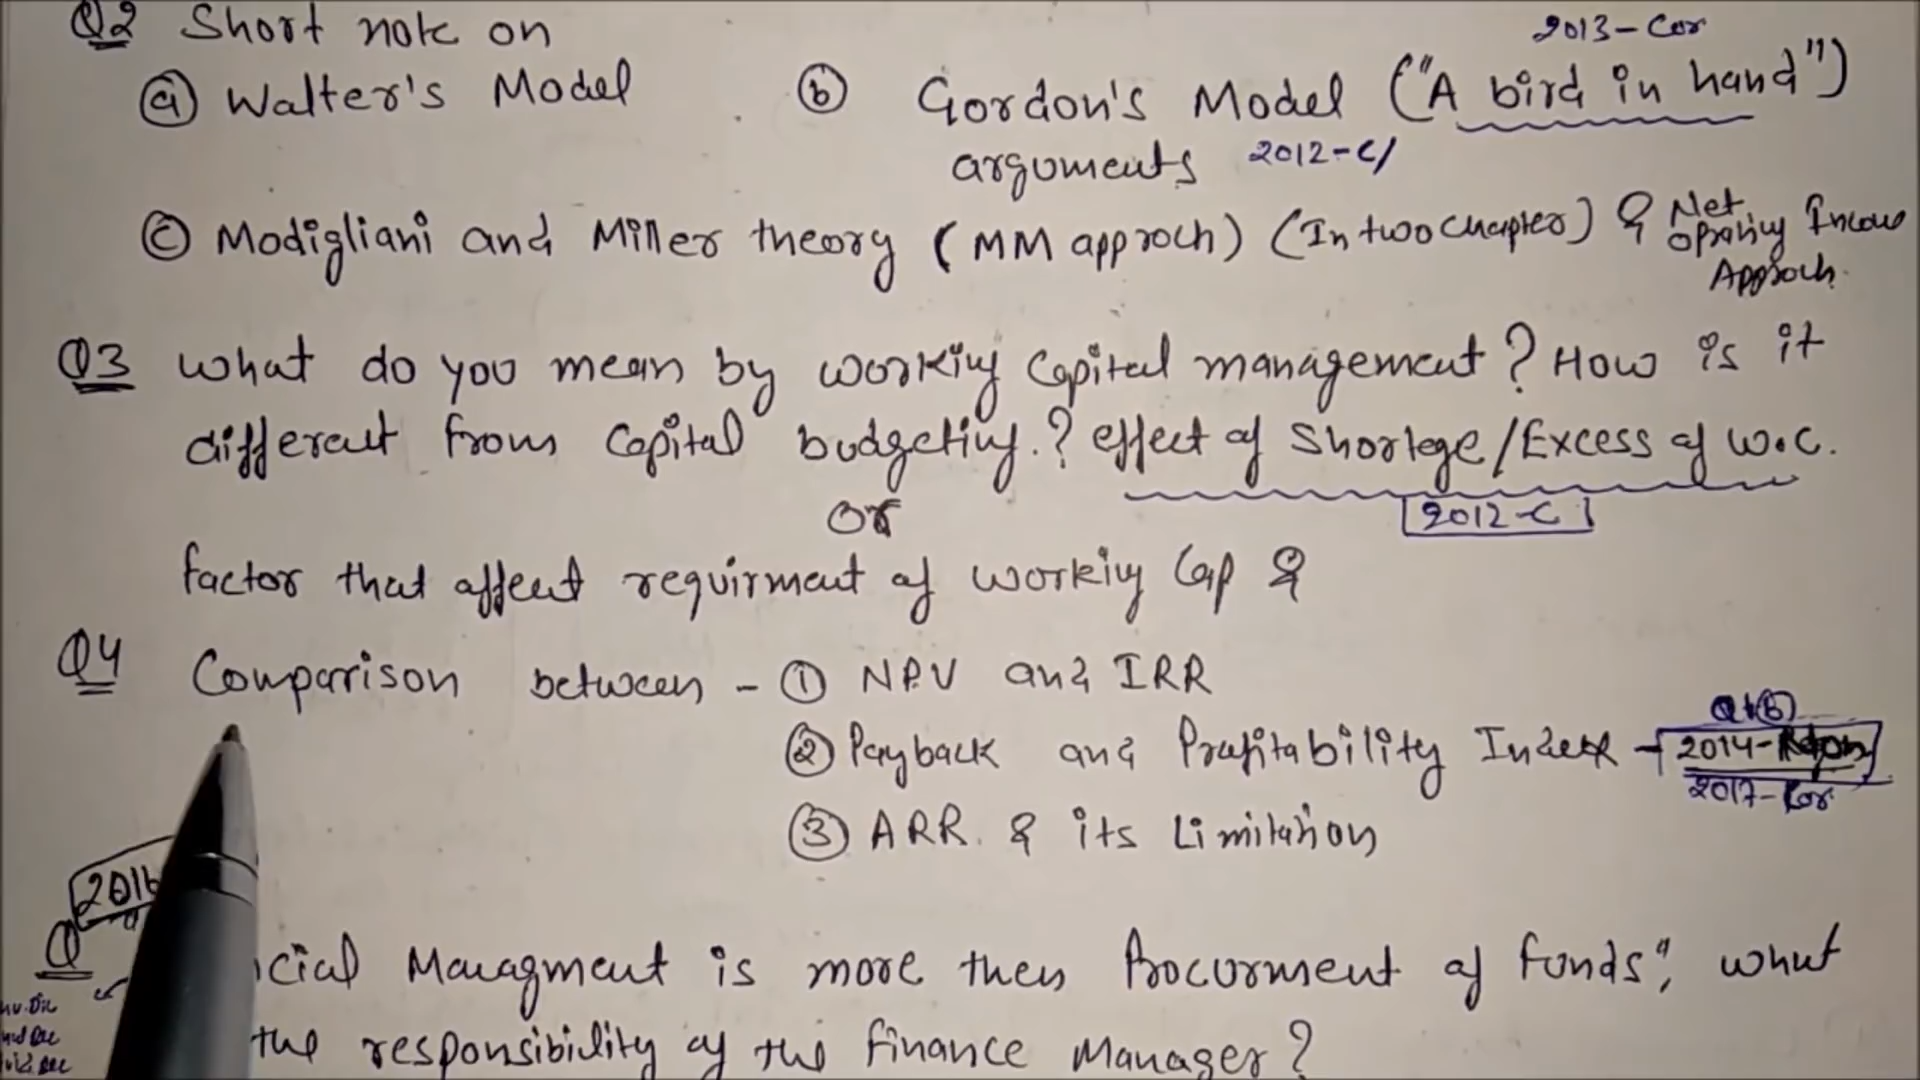 Q2 Short note on
2013-Cor
(a) Walter's Model (b) Gordon's Model ("A bird in hand")
arguments 2012-C
(c) Modigliani and Miller theory (MM approch) (In two chapter) & Net
oprating Incom
Approch.
Q3 What do you mean by working Capital management? How is it
different from Capital budgeting.? effect of Shortege/Excess of W.C.
or 2012-C
factor that affect requirment of working Cap &
Q4 Comparison between - (1) NPV and IRR
Q1(b)
(2) Payback and Profitability Index - 2014-
2017-Cor
(3) ARR. & its Limitation
2016
Q cial Managment is more then Procurment of funds", what
the responsibility of the finance Manager?